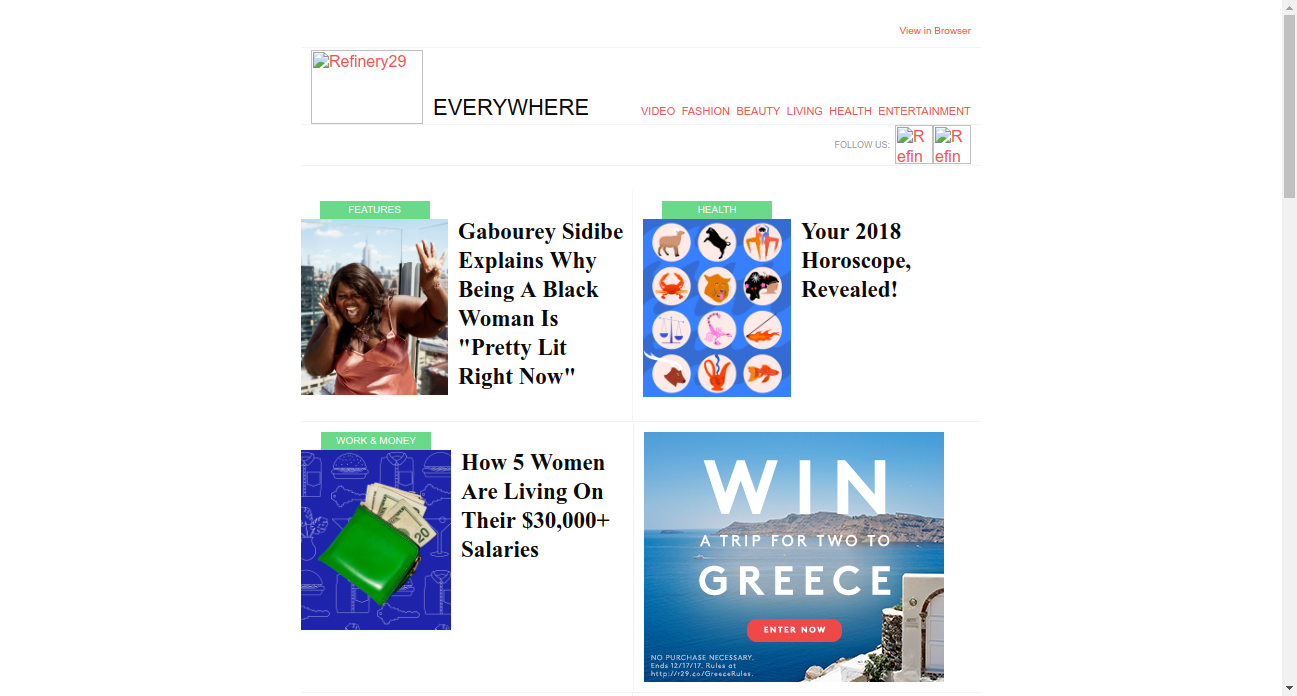 View in Browser
Refinery29
EVERYWHERE
VIDEO FASHION BEAUTY LIVING HEALTH ENTERTAINMENT
FOLLOW US:
Refin
Refin
FEATURES
Gabourey Sidibe
Explains Why
Being A Black
Woman Is
"Pretty Lit
Right Now"
HEALTH
Your 2018
Horoscope,
Revealed!
WORK & MONEY
20
How 5 Women
Are Living On
Their $30,000+
Salaries
WIN
A TRIP FOR TWO TO
GREECE
ENTER NOW
NO PURCHASE NECESSARY.
Ends 12/17/17. Rules at
http://r29.co/GreeceRules.